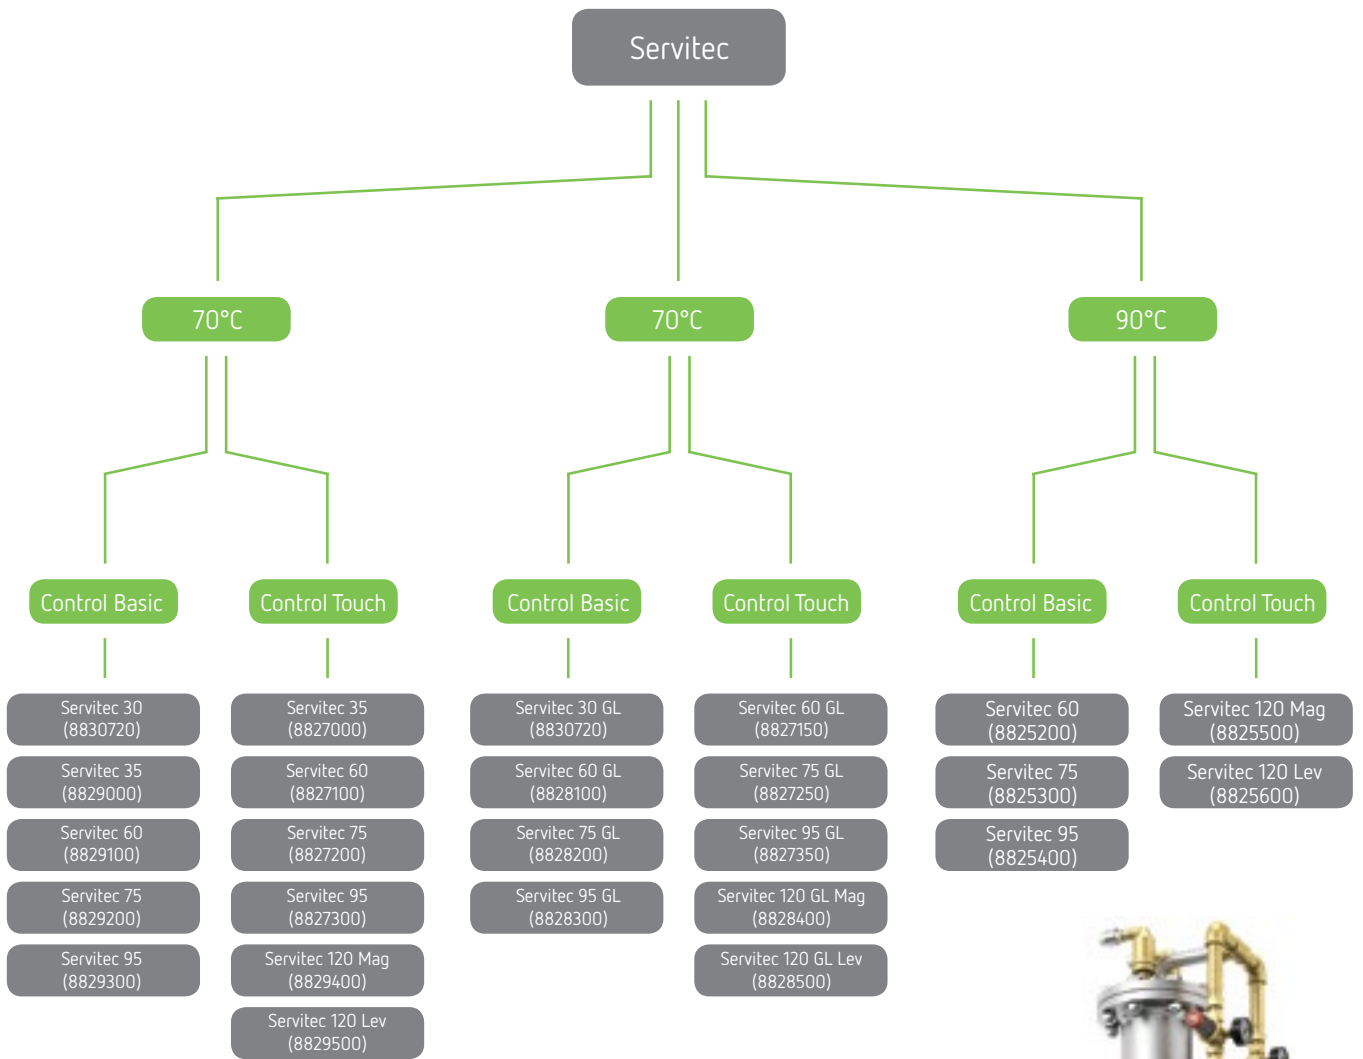 Servitec
70°C
70°C
90°C
Control Basic
Control Touch
Control Basic
Control Touch
Control Basic
Control Touch
Servitec 30
(8830720)
Servitec 35
(8829000)
Servitec 60
(8829100)
Servitec 75
(8829200)
Servitec 95
(8829300)
Servitec 35
(8827000)
Servitec 60
(8827100)
Servitec 75
(8827200)
Servitec 95
(8827300)
Servitec 120 Mag
(8829400)
Servitec 120 Lev
(8829500)
Servitec 30 GL
(8830720)
Servitec 60 GL
(8828100)
Servitec 75 GL
(8828200)
Servitec 95 GL
(8828300)
Servitec 60 GL
(8827150)
Servitec 75 GL
(8827250)
Servitec 95 GL
(8827350)
Servitec 120 GL Mag
(8828400)
Servitec 120 GL Lev
(8828500)
Servitec 60
(8825200)
Servitec 75
(8825300)
Servitec 95
(8825400)
Servitec 120 Mag
(8825500)
Servitec 120 Lev
(8825600)